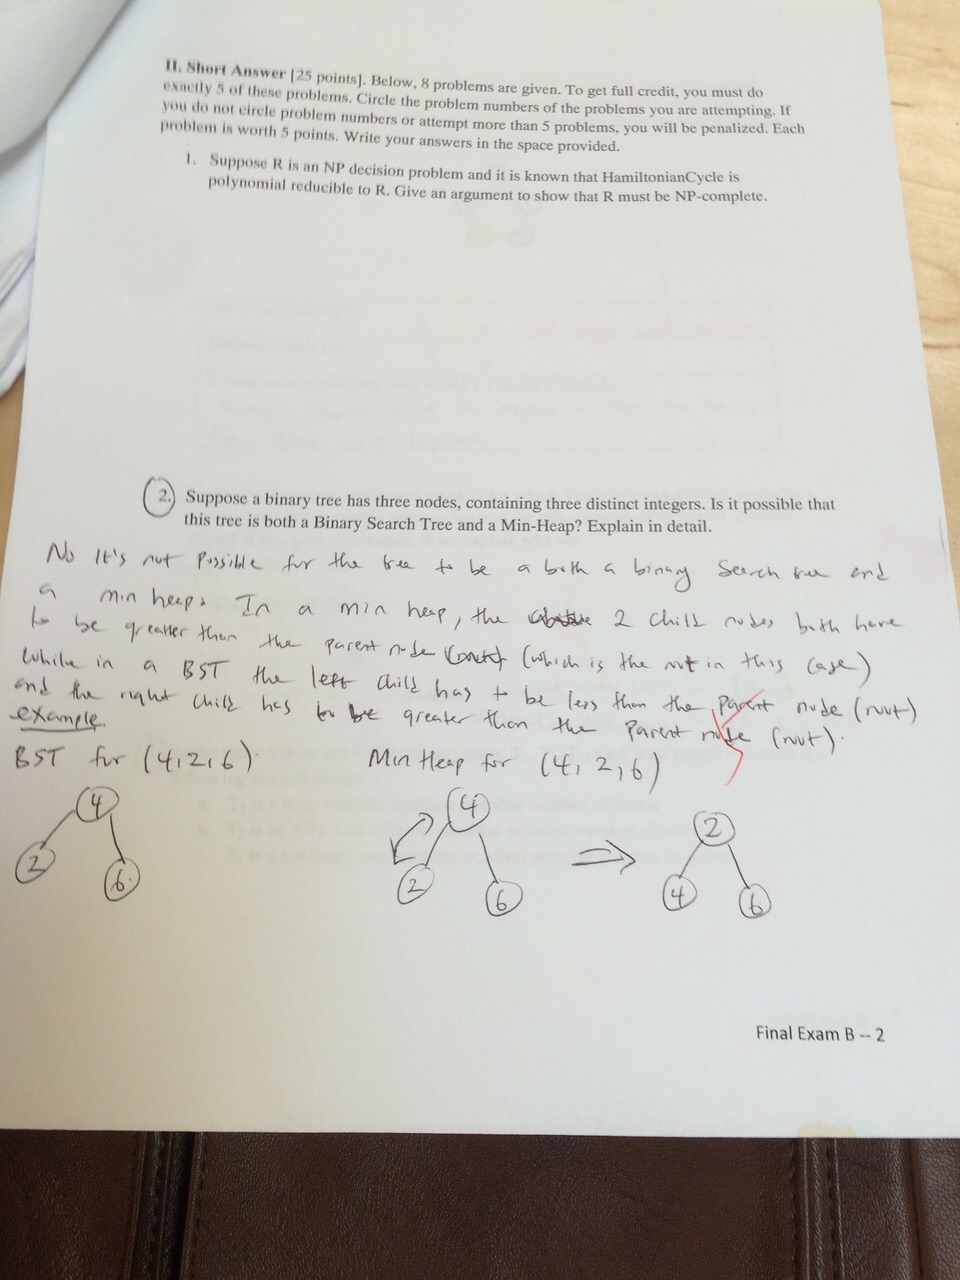 II. Short Answer [25 points]. Below, 8 problems are given. To get full credit, you must do
exactly 5 of these problems. Circle the problem numbers of the problems you are attempting. If
you do not circle problem numbers or attempt more than 5 problems, you will be penalized. Each
problem is worth 5 points. Write your answers in the space provided.
1. Suppose R is an NP decision problem and it is known that HamiltonianCycle is
polynomial reducible to R. Give an argument to show that R must be NP-complete.
2. Suppose a binary tree has three nodes, containing three distinct integers. Is it possible that
this tree is both a Binary Search Tree and a Min-Heap? Explain in detail.
No It's not possible for the tree to be a both a binary Search tree and
a min heap. In a min heap, the 2 child nodes both have
to be greater than the parent node (which is the root in this case)
While in a BST the left child has to be less than the parent node (root)
and the right child has to be greater than the parent node (root).
example
BST for (4,2,6). Min Heap for (4, 2, 6)
4 4 2
2 6 2 6 4 6
5
Final Exam B -- 2